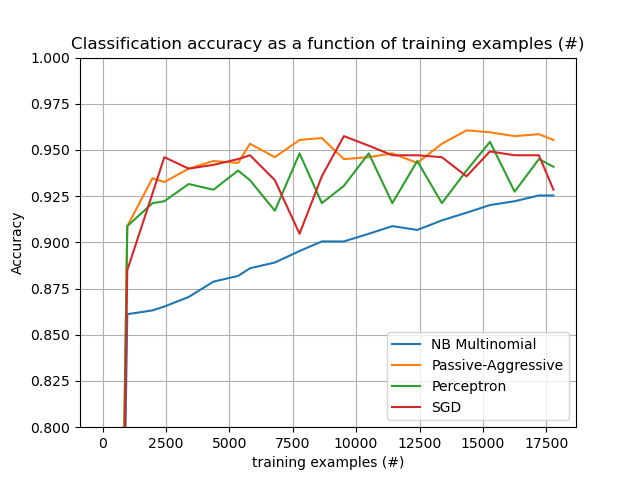 Classification accuracy as a function of training examples (#)
1.000
0.975
0.950
0.925
0.900
0.875
0.850
0.825
0.800
Accuracy
NB Multinomial
Passive-Aggressive
Perceptron
SGD
0 2500 5000 7500 10000 12500 15000 17500
training examples (#)